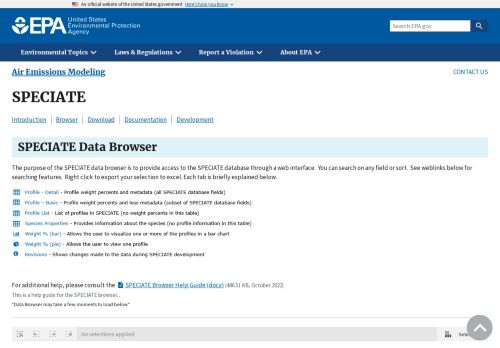 An official website of the United States government Here's how you know
EPA United States Environmental Protection Agency
Search EPA.gov
Environmental Topics Laws & Regulations Report a Violation About EPA
Air Emissions Modeling CONTACT US
SPECIATE
Introduction Browser Download Documentation Development
SPECIATE Data Browser
The purpose of the SPECIATE data browser is to provide access to the SPECIATE database through a web interface. You can search on any field or sort. See weblinks below for
searching features. Right click to export your selection to excel. Each tab is briefly explained below.
Profile - Detail - Profile weight percents and metadata (all SPECIATE database fields)
Profile – Basic - Profile weight percents and weight less metadata (subset of SPECIATE database fields)
Profile List - List of profiles in SPECIATE (no weight percents in this table)
Species Properties - Provides information about the species (no profile information in this table)
Weight % (bar) - Allows the user to visualize one or more of the profiles in a bar chart
Weight % (pie) - Allows the user to view one profile
Revisions - Shows changes made to the data during SPECIATE development
For additional help, please consult the SPECIATE Browser Help Guide (docx) (486.51 KB, October 2022)
This is a help guide for the SPECIATE browser..
"Data Browser may take a few moments to load below"
No selections applied